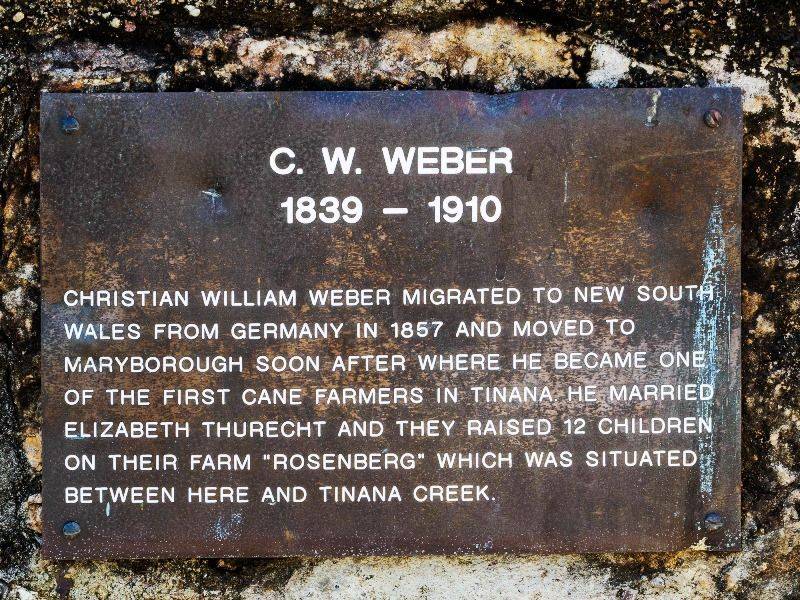 C. W. WEBER
1839 – 1910
CHRISTIAN WILLIAM WEBER MIGRATED TO NEW SOUTH
WALES FROM GERMANY IN 1857 AND MOVED TO
MARYBOROUGH SOON AFTER WHERE HE BECAME ONE
OF THE FIRST CANE FARMERS IN TINANA. HE MARRIED
ELIZABETH THURECHT AND THEY RAISED 12 CHILDREN
ON THEIR FARM "ROSENBERG" WHICH WAS SITUATED
BETWEEN HERE AND TINANA CREEK.